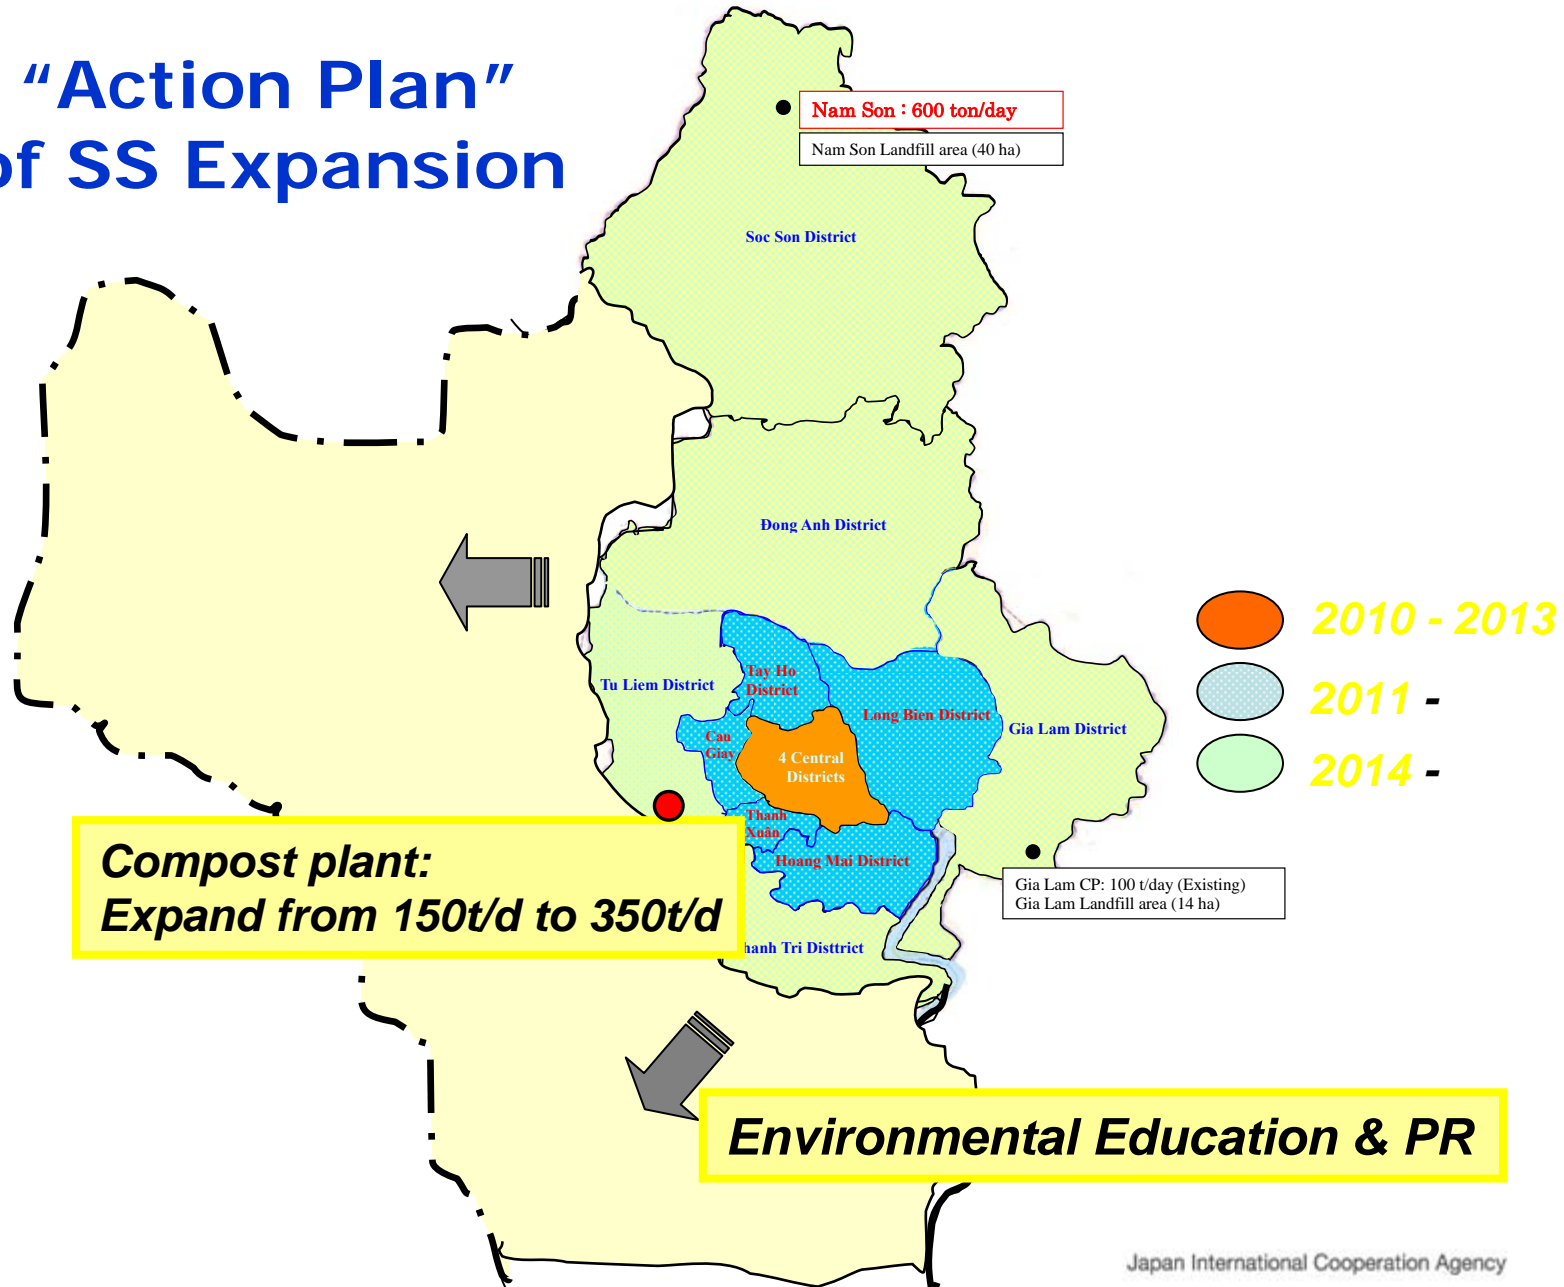 “Action Plan”
of SS Expansion
Nam Son : 600 ton/day
Nam Son Landfill area (40 ha)
Soc Son District
Đong Anh District
Tu Liem District
Tay Ho
District
Long Bien District
Gia Lam District
Cau
Giay
4 Central
Districts
Thanh
Xuân
Hoang Mai District
2010 - 2013
2011 -
2014 -
Compost plant:
Expand from 150t/d to 350t/d
Gia Lam CP: 100 t/day (Existing)
Gia Lam Landfill area (14 ha)
hanh Tri Disttrict
Environmental Education & PR
Japan International Cooperation Agency